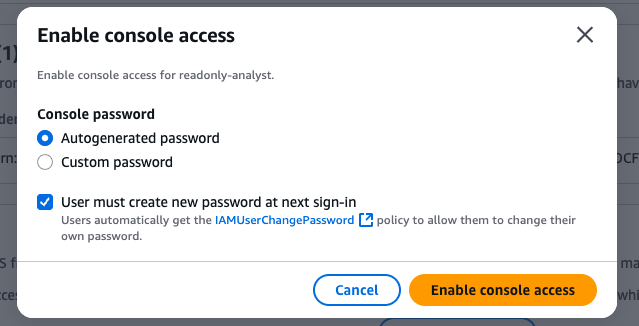 Enable console access
Enable console access for readonly-analyst.
Console password
Autogenerated password
Custom password
User must create new password at next sign-in
Users automatically get the IAMUserChangePassword policy to allow them to change their
own password.
Cancel
Enable console access